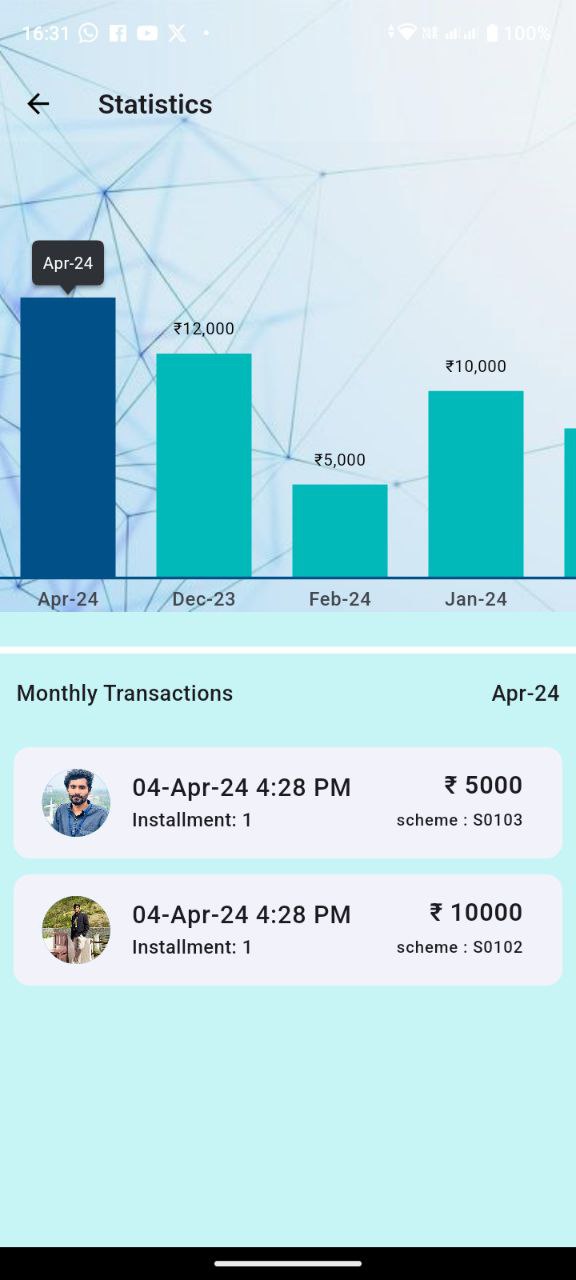 16:31 100%
Statistics
Apr-24
₹12,000
₹10,000
₹5,000
Apr-24 Dec-23 Feb-24 Jan-24
Monthly Transactions Apr-24
04-Apr-24 4:28 PM ₹ 5000
Installment: 1 scheme : S0103
04-Apr-24 4:28 PM ₹ 10000
Installment: 1 scheme : S0102